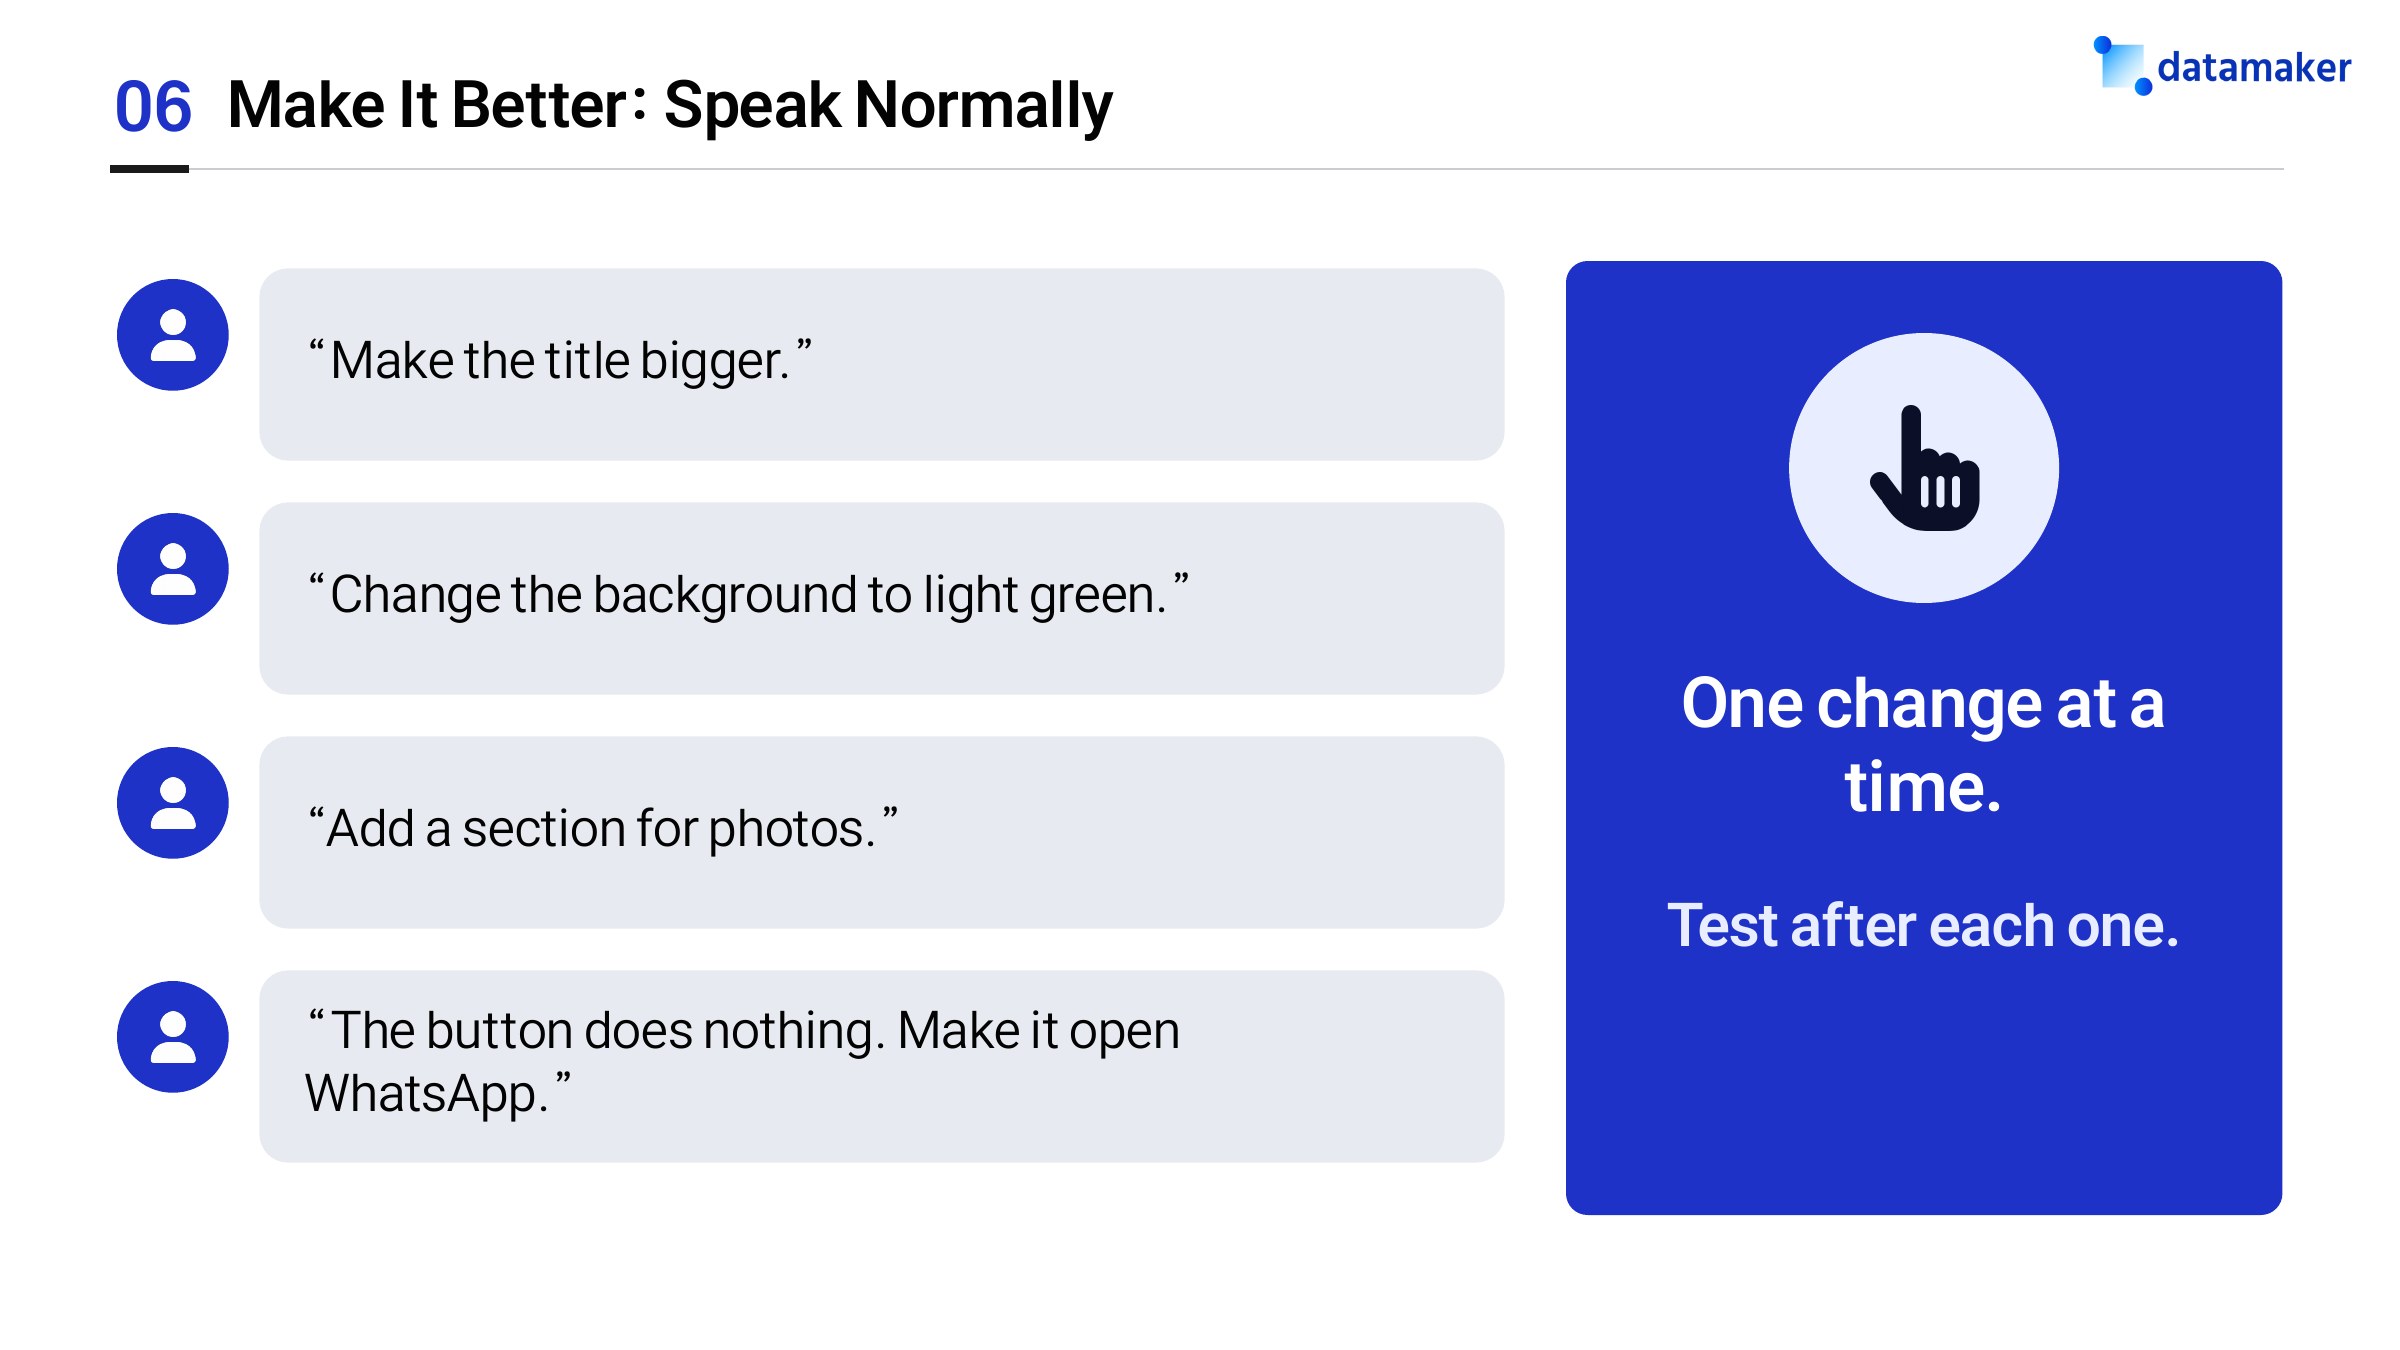 06 Make It Better: Speak Normally
datamaker
“Make the title bigger.”
“Change the background to light green.”
“Add a section for photos.”
“The button does nothing. Make it open
WhatsApp.”
One change at a
time.
Test after each one.